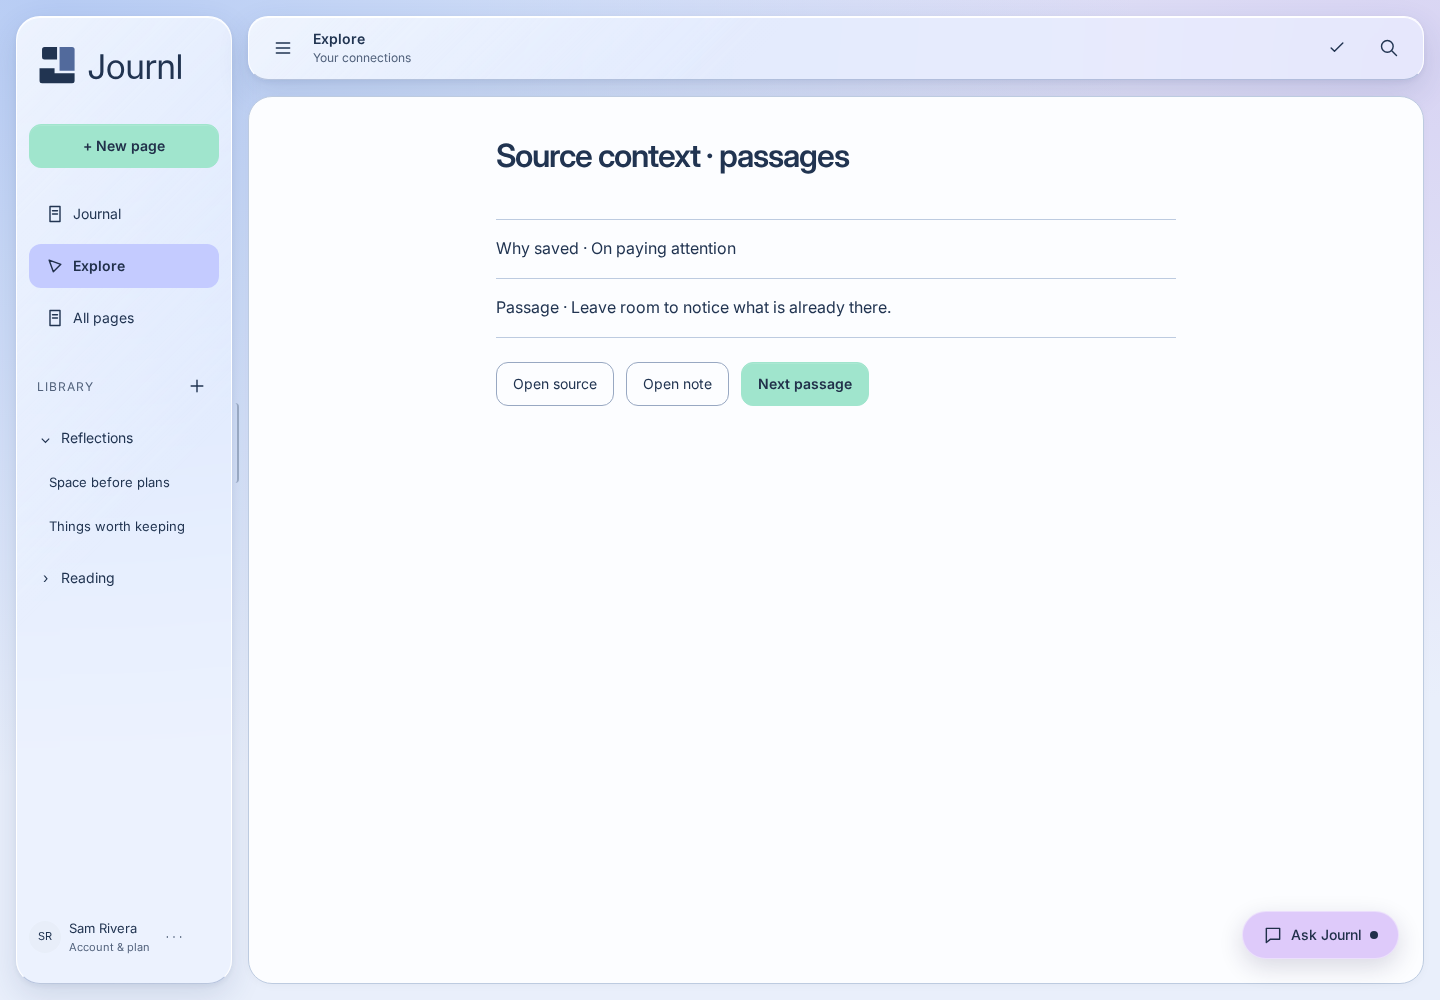 Journl
+ New page
Journal
Explore
All pages
LIBRARY
Reflections
Space before plans
Things worth keeping
Reading
SR
Sam Rivera
Account & plan
Explore
Your connections
Source context · passages
Why saved · On paying attention
Passage · Leave room to notice what is already there.
Open source
Open note
Next passage
Ask Journl